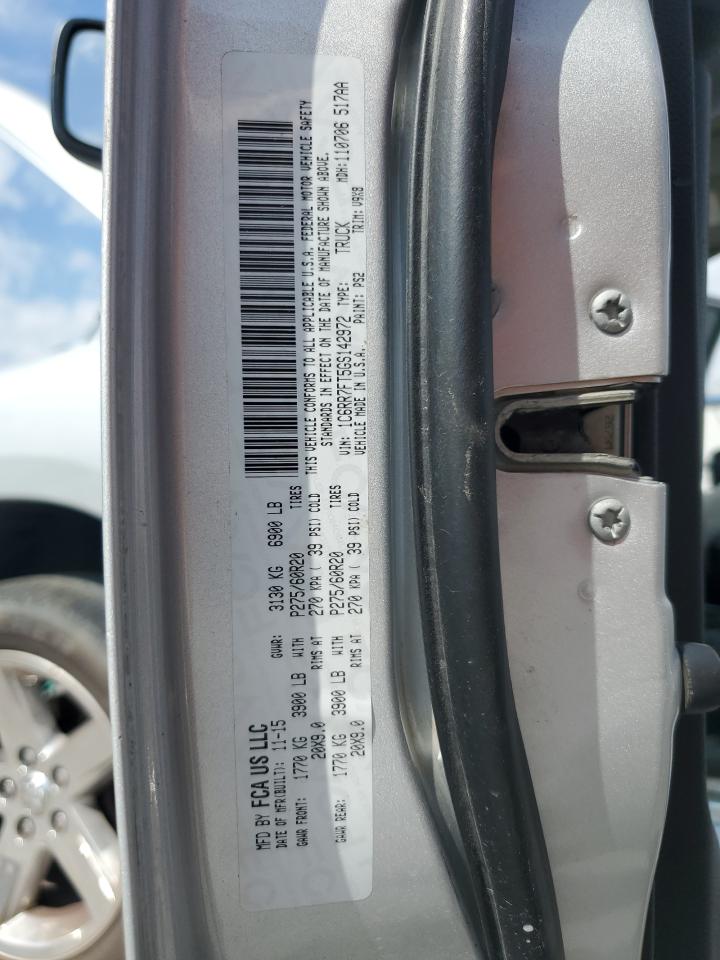 MFD BY FCA US LLC
DATE OF MFR(BUILT): 11-15 GVWR: 3130 KG 6900 LB
GAWR FRONT: 1770 KG 3900 LB WITH P275/60R20 TIRES
20X9.0 RIMS AT 270 KPA ( 39 PSI) COLD
GAWR REAR: 1770 KG 3900 LB WITH P275/60R20 TIRES
20X9.0 RIMS AT 270 KPA ( 39 PSI) COLD
THIS VEHICLE CONFORMS TO ALL APPLICABLE U.S.A. FEDERAL MOTOR VEHICLE SAFETY
STANDARDS IN EFFECT ON THE DATE OF MANUFACTURE SHOWN ABOVE.
VIN: 1C6RR7FT5GS142972 TYPE: TRUCK MDH:110706 517AA
VEHICLE MADE IN U.S.A. PAINT: PS2 TRIM: V9X8